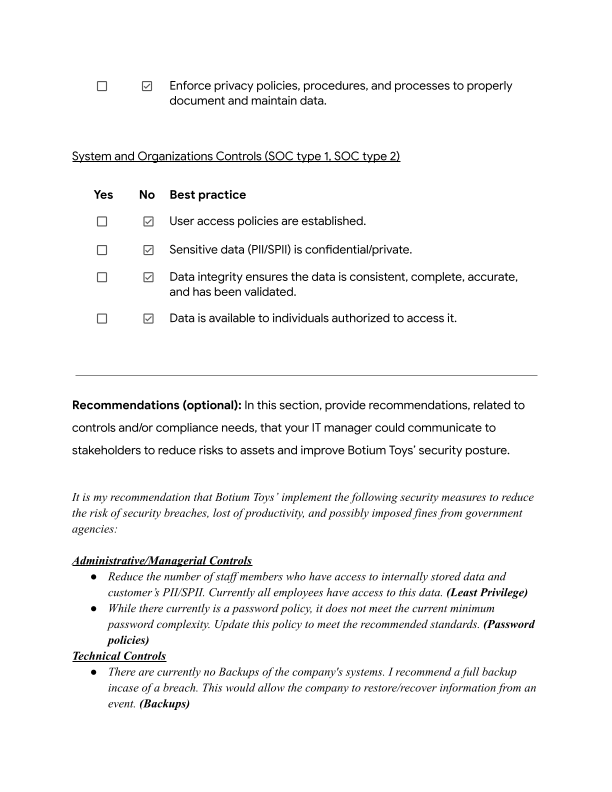 Enforce privacy policies, procedures, and processes to properly
document and maintain data.
System and Organizations Controls (SOC type 1, SOC type 2)
Yes No Best practice
User access policies are established.
Sensitive data (PII/SPII) is confidential/private.
Data integrity ensures the data is consistent, complete, accurate,
and has been validated.
Data is available to individuals authorized to access it.
Recommendations (optional): In this section, provide recommendations, related to
controls and/or compliance needs, that your IT manager could communicate to
stakeholders to reduce risks to assets and improve Botium Toys’ security posture.
It is my recommendation that Botium Toys’ implement the following security measures to reduce
the risk of security breaches, lost of productivity, and possibly imposed fines from government
agencies:
Administrative/Managerial Controls
● Reduce the number of staff members who have access to internally stored data and
customer’s PII/SPII. Currently all employees have access to this data. (Least Privilege)
● While there currently is a password policy, it does not meet the current minimum
password complexity. Update this policy to meet the recommended standards. (Password
policies)
Technical Controls
● There are currently no Backups of the company's systems. I recommend a full backup
incase of a breach. This would allow the company to restore/recover information from an
event. (Backups)